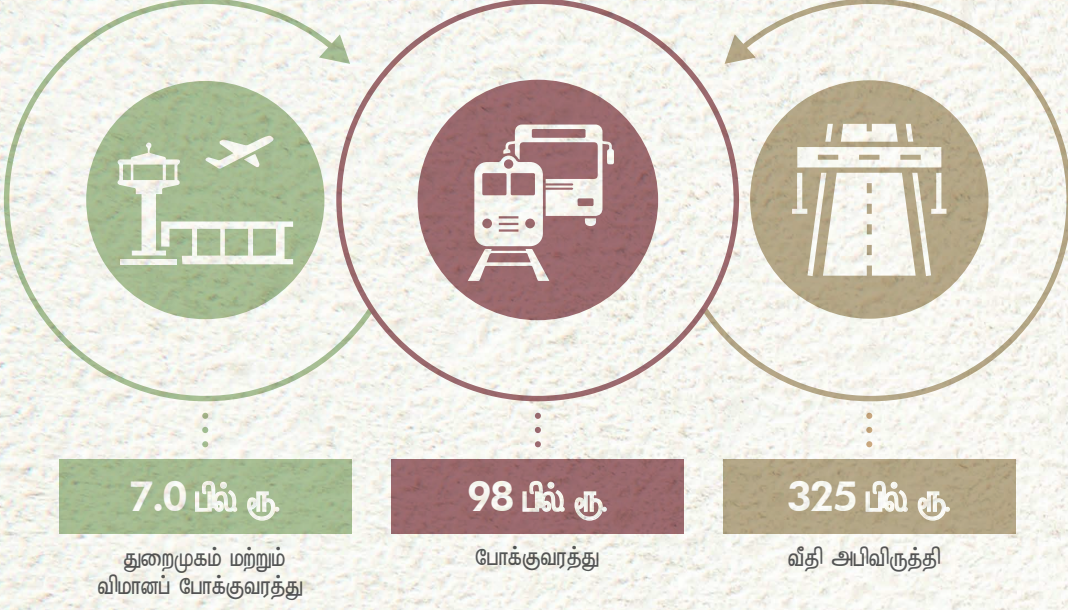 7.0 பில் ரூ.
துறைமுகம் மற்றும்
விமானப் போக்குவரத்து
98 பில் ரூ.
போக்குவரத்து
325 பில் ரூ.
வீதி அபிவிருத்தி